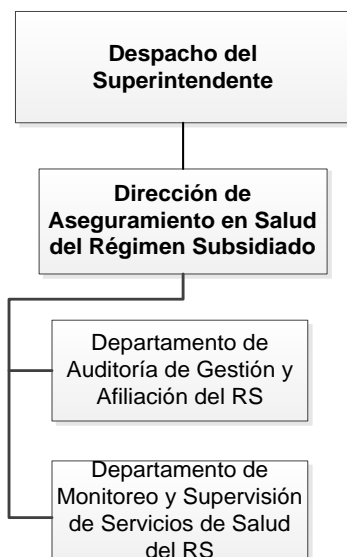 Despacho del
Superintendente
Dirección de
Aseguramiento en Salud
del Régimen Subsidiado
Departamento de
Auditoría de Gestión y
Afiliación del RS
Departamento de
Monitoreo y Supervisión
de Servicios de Salud
del RS